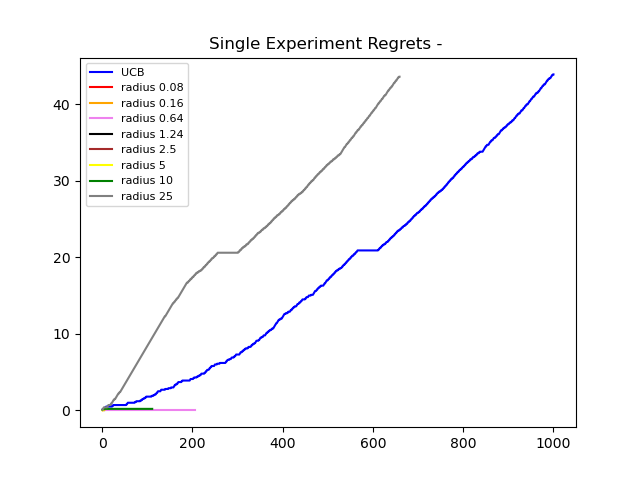 Single Experiment Regrets -
UCB
radius 0.08
radius 0.16
radius 0.64
radius 1.24
radius 2.5
radius 5
radius 10
radius 25
40
30
20
10
0
0 200 400 600 800 1000